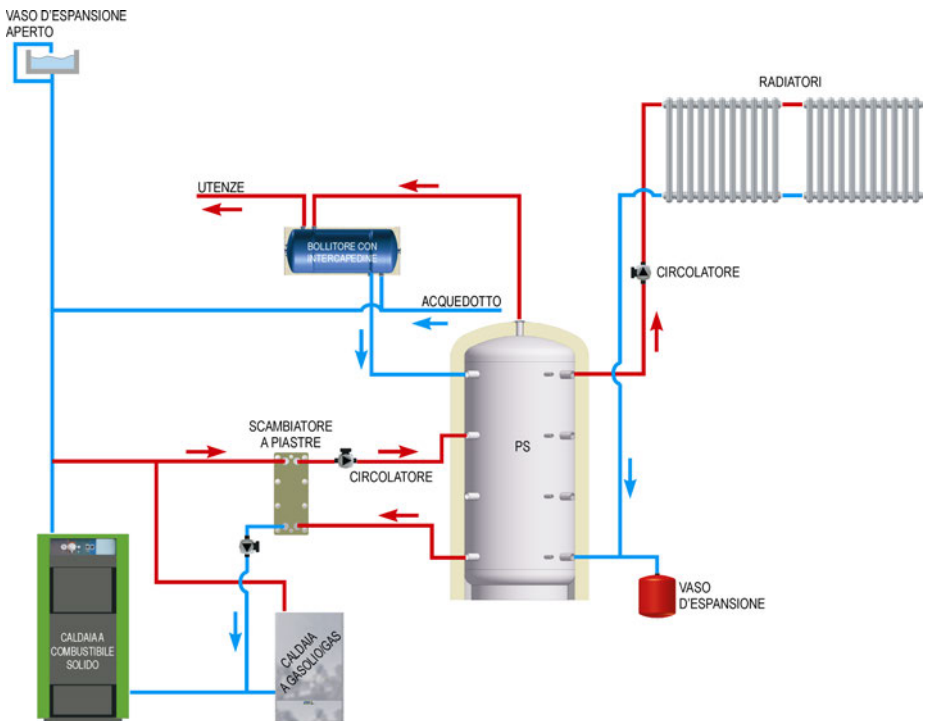 VASO D'ESPANSIONE
APERTO
RADIATORI
UTENZE
BOLLITORE CON
INTERCAPEDINE
CIRCOLATORE
ACQUEDOTTO
SCAMBIATORE
A PIASTRE
PS
CIRCOLATORE
VASO
D'ESPANSIONE
CALDAIA A
COMBUSTIBILE
SOLIDO
CALDAIA
A GASOLIO/GAS